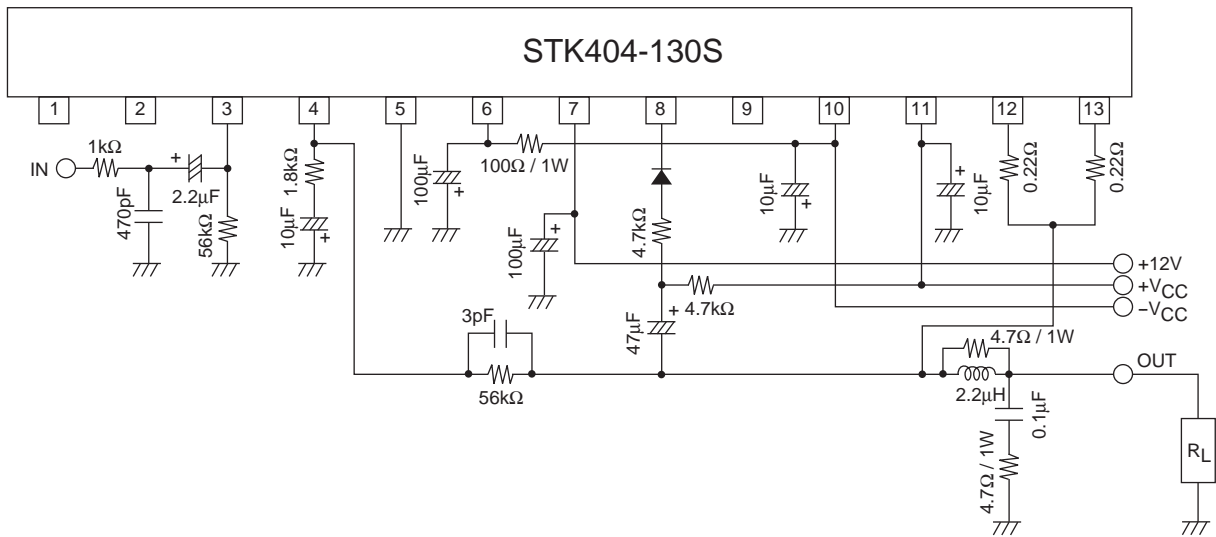 STK404-130S
1
2
3
4
5
6
7
8
9
10
11
12
13
IN
1kΩ
470pF
+
2.2μF
56kΩ
1.8kΩ
10μF
+
100μF
+
100Ω / 1W
100μF
+
4.7kΩ
+
4.7kΩ
47μF
10μF
+
+
10μF
0.22Ω
0.22Ω
+12V
+VCC
–VCC
3pF
56kΩ
4.7Ω / 1W
2.2μH
OUT
0.1μF
4.7Ω / 1W
RL